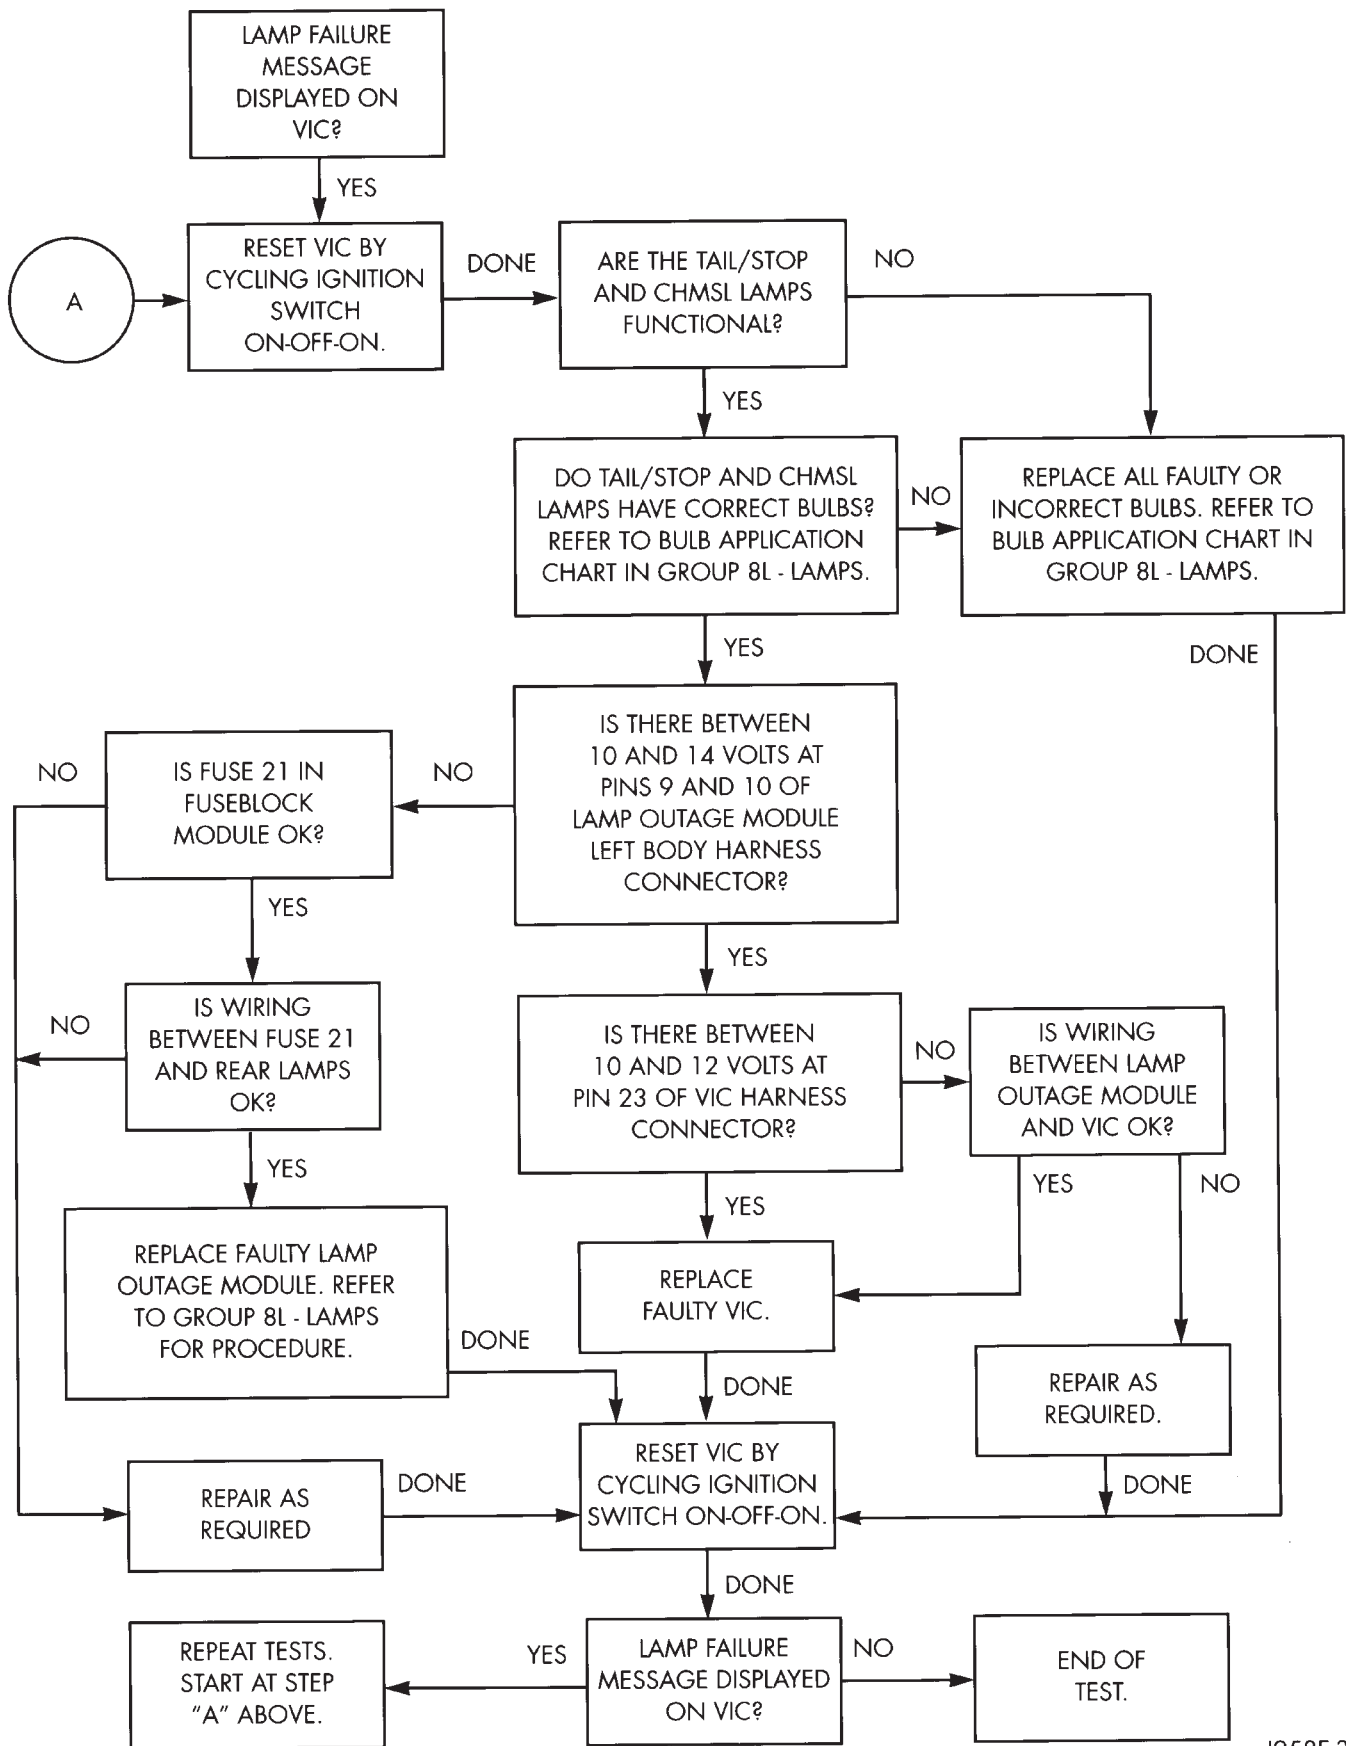 LAMP FAILURE
MESSAGE
DISPLAYED ON
VIC?
YES
A
RESET VIC BY
CYCLING IGNITION
SWITCH
ON-OFF-ON.
DONE
ARE THE TAIL/STOP
AND CHMSL LAMPS
FUNCTIONAL?
NO
YES
DO TAIL/STOP AND CHMSL
LAMPS HAVE CORRECT BULBS?
REFER TO BULB APPLICATION
CHART IN GROUP 8L - LAMPS.
NO
REPLACE ALL FAULTY OR
INCORRECT BULBS. REFER TO
BULB APPLICATION CHART IN
GROUP 8L - LAMPS.
YES
DONE
IS THERE BETWEEN
10 AND 14 VOLTS AT
PINS 9 AND 10 OF
LAMP OUTAGE MODULE
LEFT BODY HARNESS
CONNECTOR?
NO
IS FUSE 21 IN
FUSEBLOCK
MODULE OK?
NO
YES
YES
IS WIRING
BETWEEN FUSE 21
AND REAR LAMPS
OK?
NO
IS THERE BETWEEN
10 AND 12 VOLTS AT
PIN 23 OF VIC HARNESS
CONNECTOR?
NO
IS WIRING
BETWEEN LAMP
OUTAGE MODULE
AND VIC OK?
YES
YES
YES
NO
REPLACE FAULTY LAMP
OUTAGE MODULE. REFER
TO GROUP 8L - LAMPS
FOR PROCEDURE.
DONE
REPLACE
FAULTY VIC.
DONE
REPAIR AS
REQUIRED.
DONE
REPAIR AS
REQUIRED
DONE
RESET VIC BY
CYCLING IGNITION
SWITCH ON-OFF-ON.
DONE
REPEAT TESTS.
START AT STEP
"A" ABOVE.
YES
LAMP FAILURE
MESSAGE DISPLAYED
ON VIC?
NO
END OF
TEST.